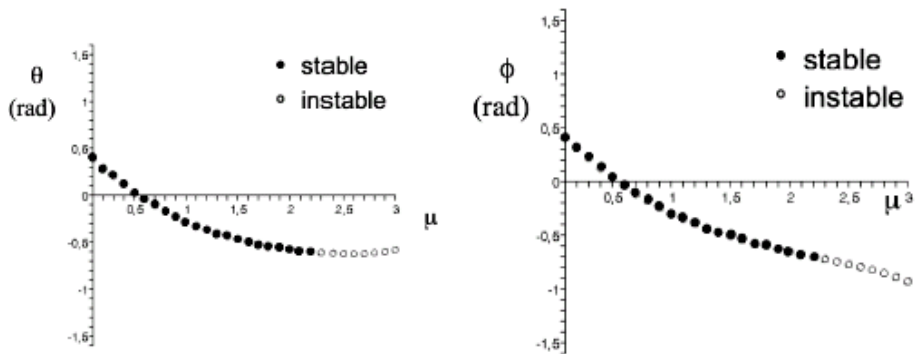 1,5
θ
(rad)
1
0,5
0
-0,5
-1
-1,5
0,5
1
1,5
2
2,5
3
μ
● stable
○ instable
1,5
ϕ
(rad)
1
0,5
0
-0,5
-1
-1,5
0,5
1
1,5
2
2,5
3
μ
● stable
○ instable